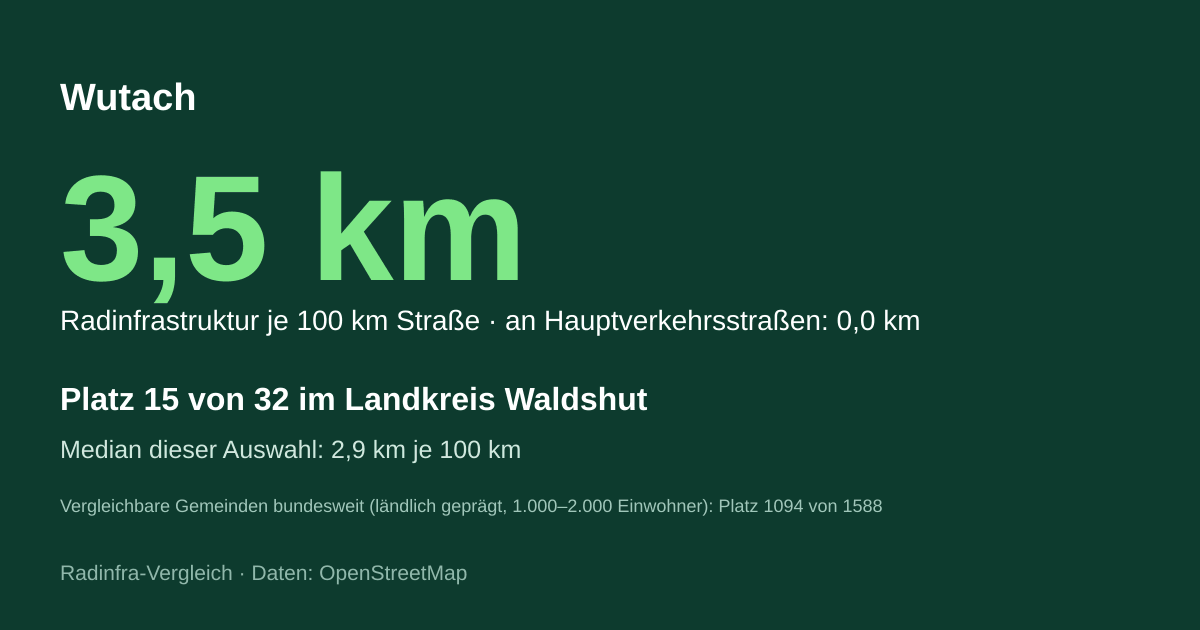 Wutach
3,5 km
Radinfrastruktur je 100 km Straße · an Hauptverkehrsstraßen: 0,0 km
Platz 15 von 32 im Landkreis Waldshut
Median dieser Auswahl: 2,9 km je 100 km
Vergleichbare Gemeinden bundesweit (ländlich geprägt, 1.000–2.000 Einwohner): Platz 1094 von 1588
Radinfra-Vergleich · Daten: OpenStreetMap